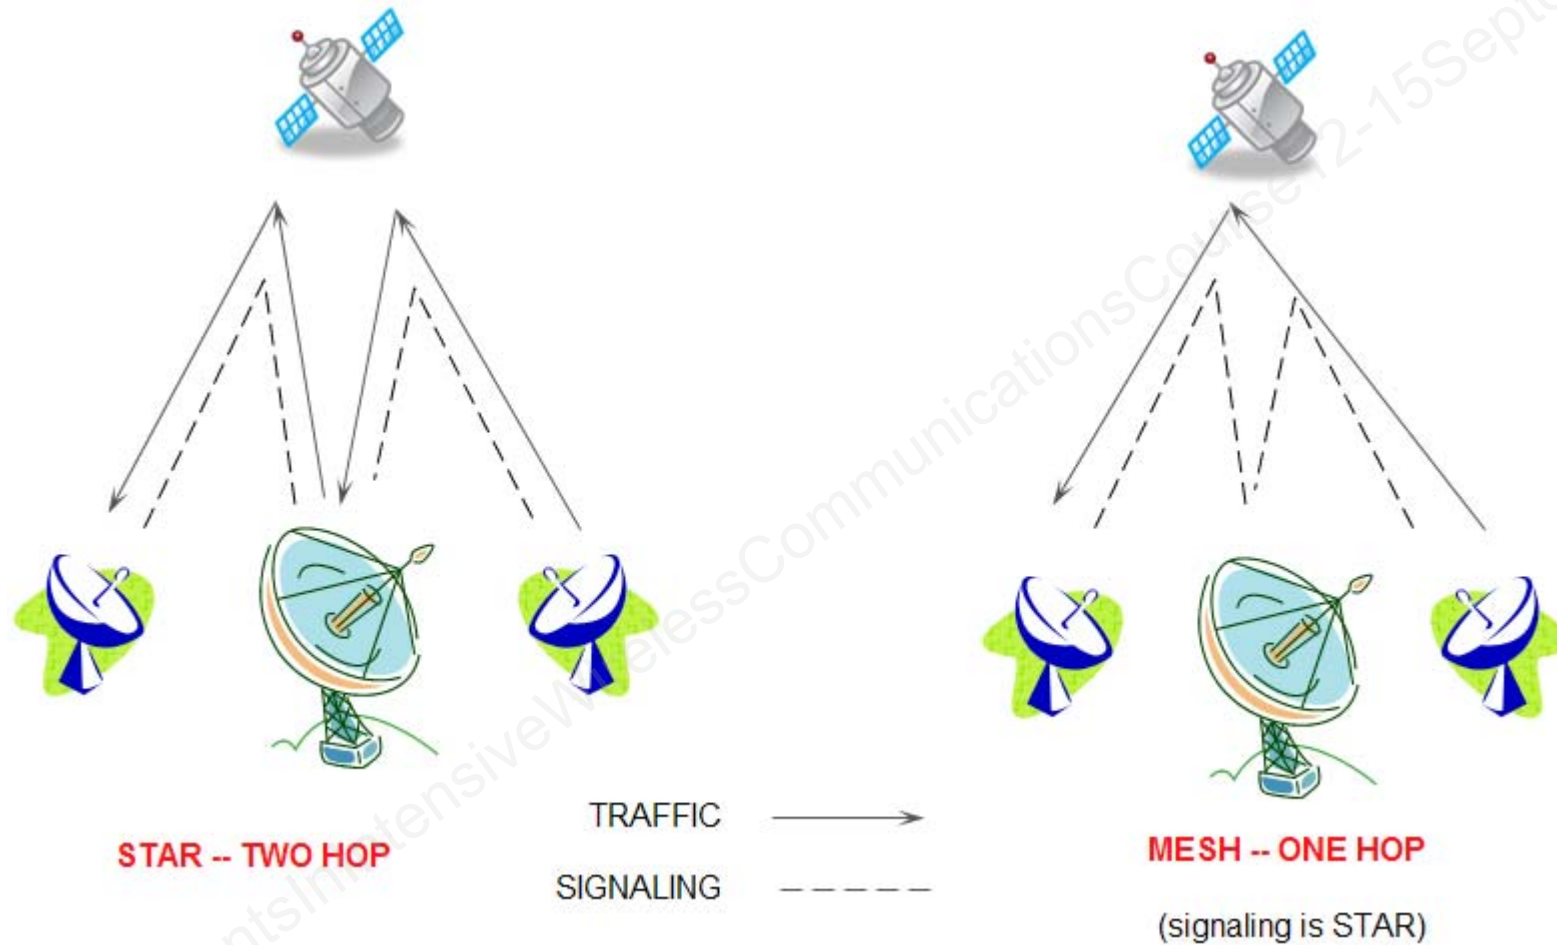 TRAFFIC
STAR -- TWO HOP
SIGNALING
MESH -- ONE HOP
(signaling is STAR)